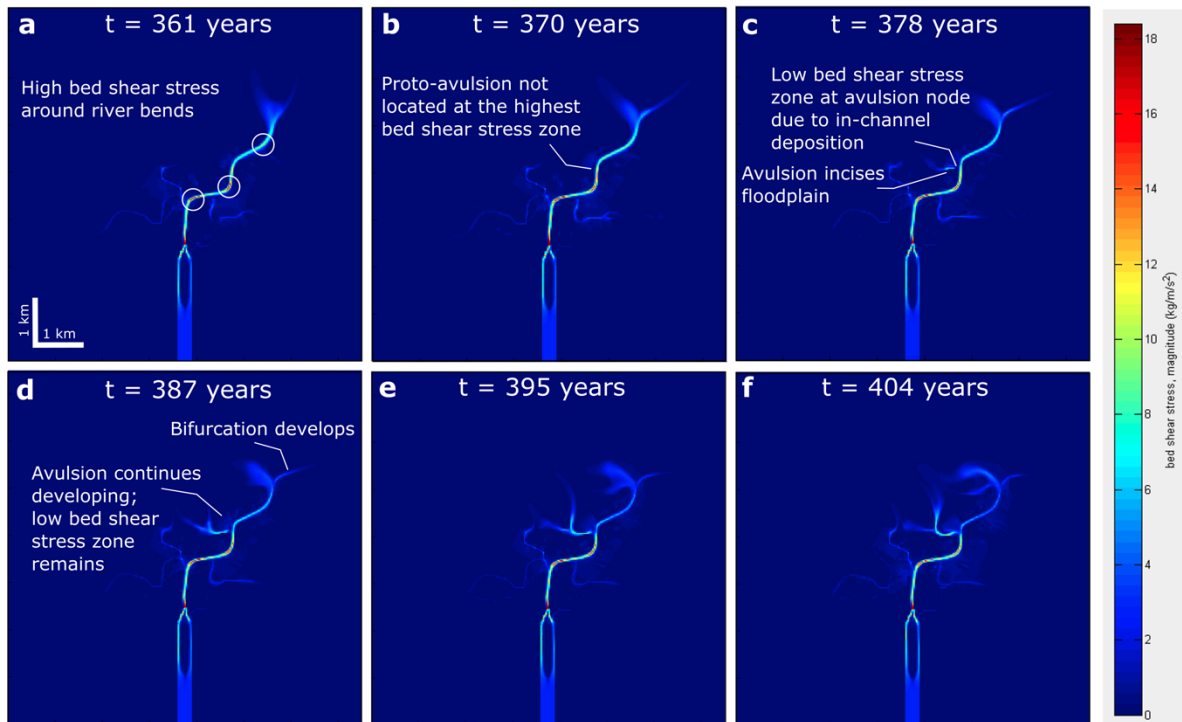 a t = 361 years
High bed shear stress
around river bends
1 km
1 km
b t = 370 years
Proto-avulsion not
located at the highest
bed shear stress zone
c t = 378 years
Low bed shear stress
zone at avulsion node
due to in-channel
deposition
Avulsion incises
floodplain
d t = 387 years
Bifurcation develops
Avulsion continues
developing;
low bed shear
stress zone
remains
e t = 395 years
f t = 404 years
18
16
14
12
10
8
6
4
2
0
bed shear stress, magnitude (kg/m/s²)